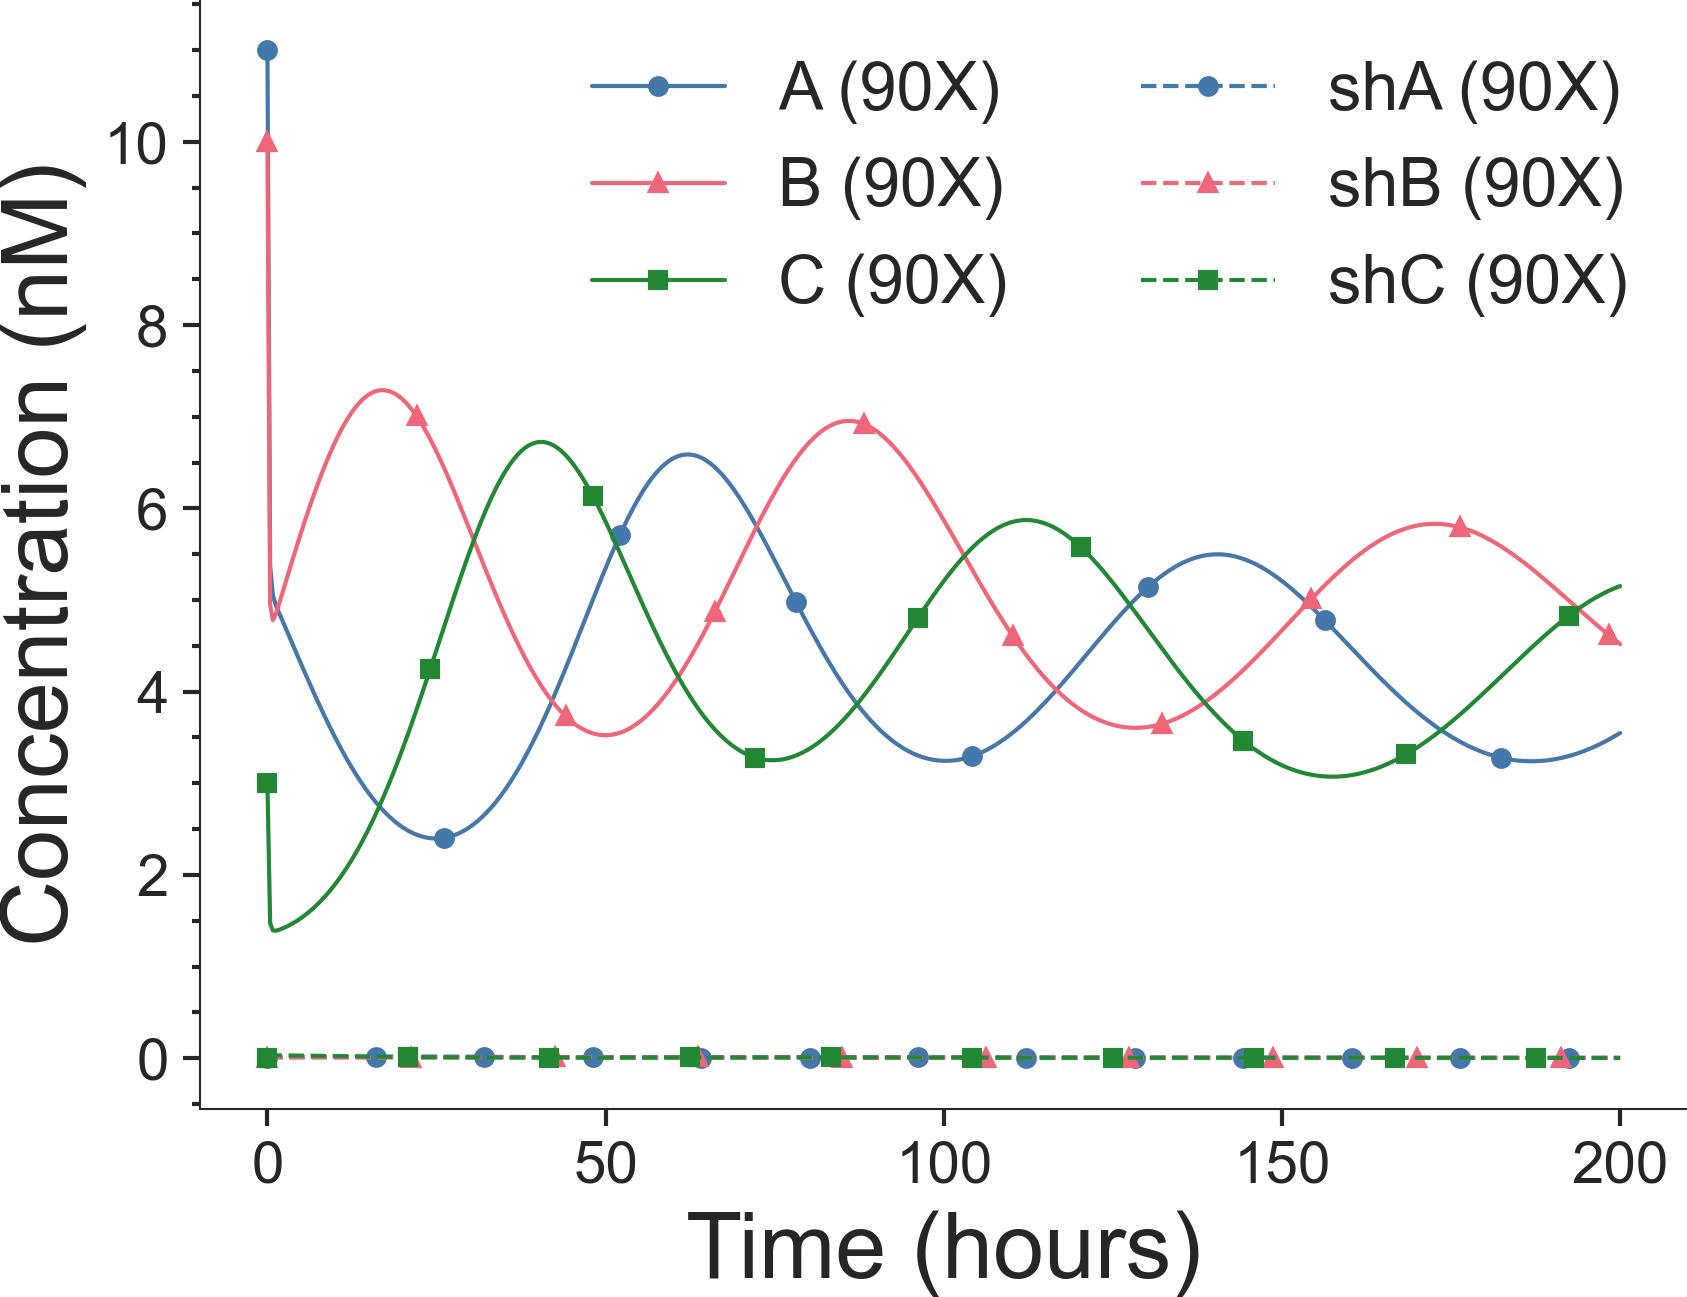 A (90X)
B (90X)
C (90X)
shA (90X)
shB (90X)
shC (90X)
Concentration (nM)
10
8
6
4
2
0
0 50 100 150 200
Time (hours)